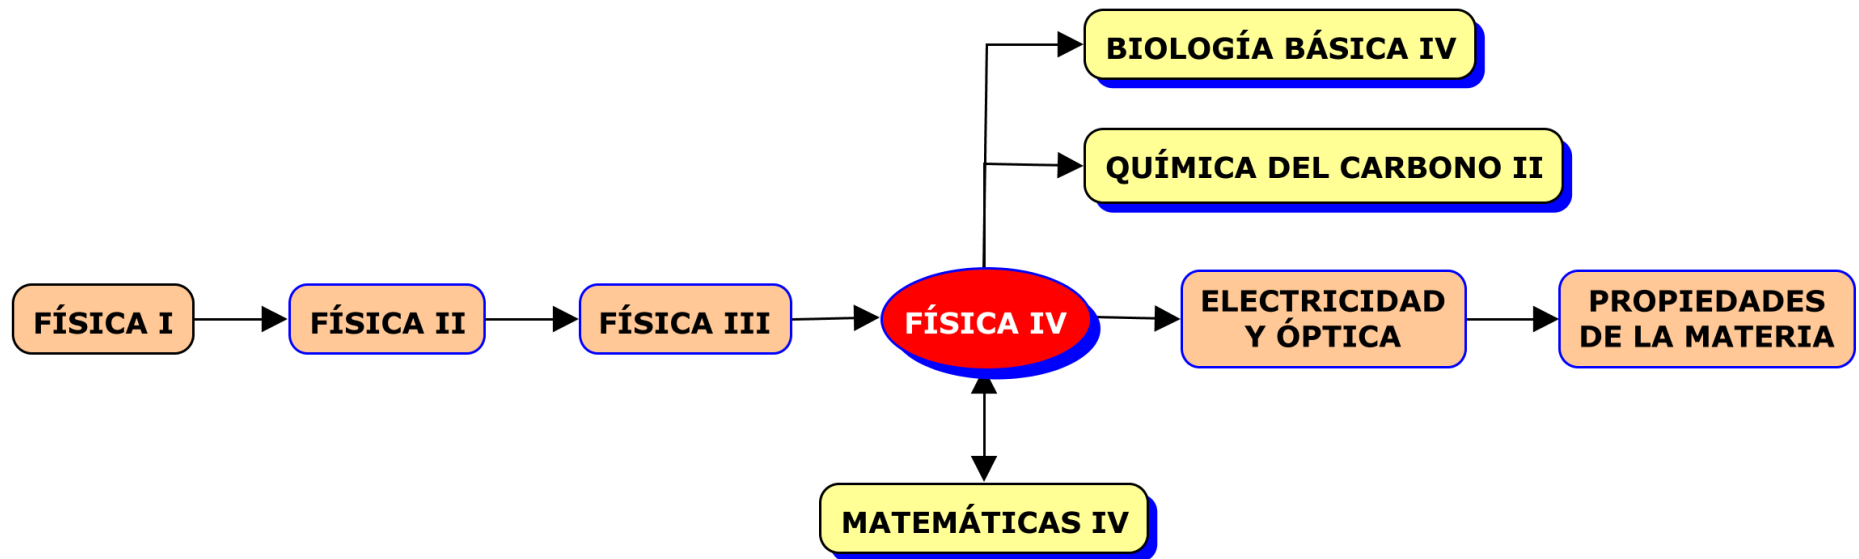 BIOLOGÍA BÁSICA IV
QUÍMICA DEL CARBONO II
FÍSICA I
FÍSICA II
FÍSICA III
FÍSICA IV
ELECTRICIDAD
Y ÓPTICA
PROPIEDADES
DE LA MATERIA
MATEMÁTICAS IV